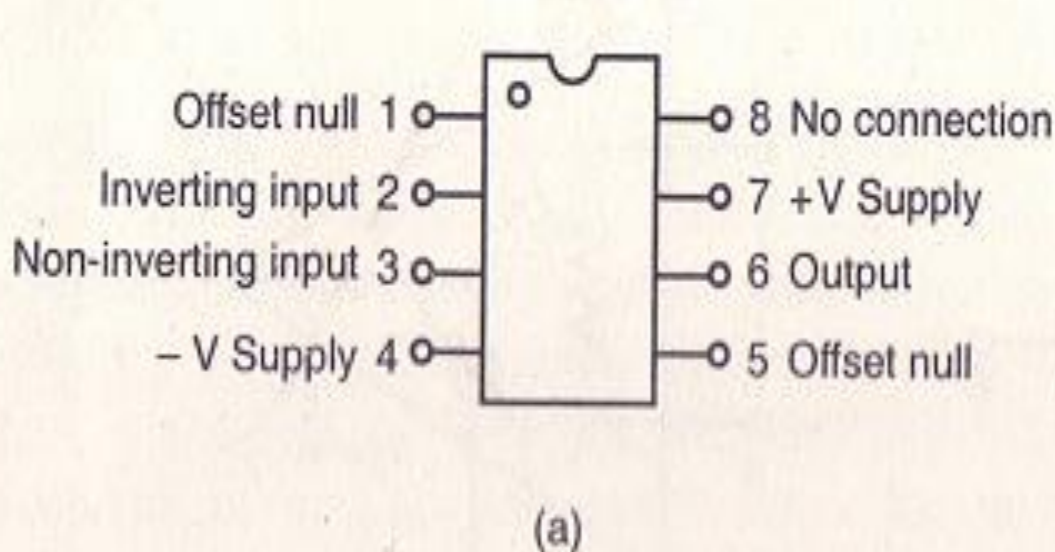 Offset null 1
Inverting input 2
Non-inverting input 3
– V Supply 4
8 No connection
7 +V Supply
6 Output
5 Offset null
(a)